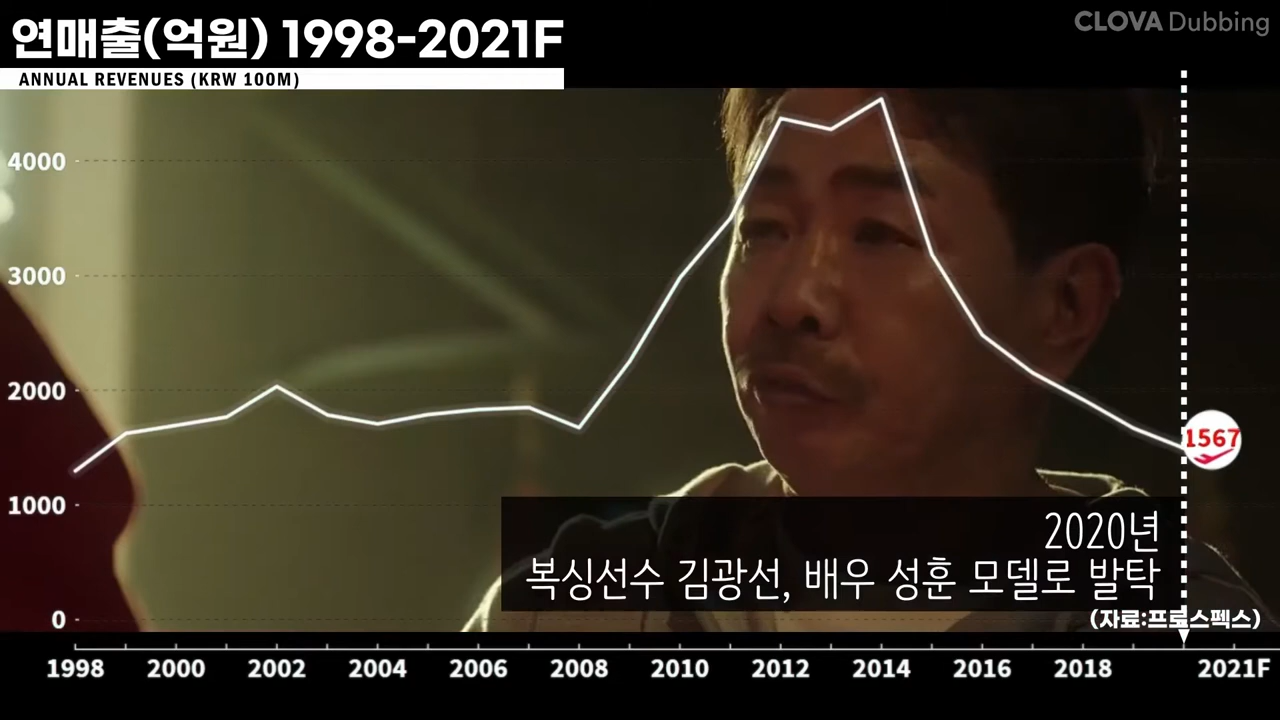 연매출(억원) 1998-2021F
CLOVA Dubbing
ANNUAL REVENUES (KRW 100M)
4000
3000
2000
1567
1000
2020년
복싱선수 김광선, 배우 성훈 모델로 발탁
0
(자료:프로스펙스)
1998 2000 2002 2004 2006 2008 2010 2012 2014 2016 2018 2021F